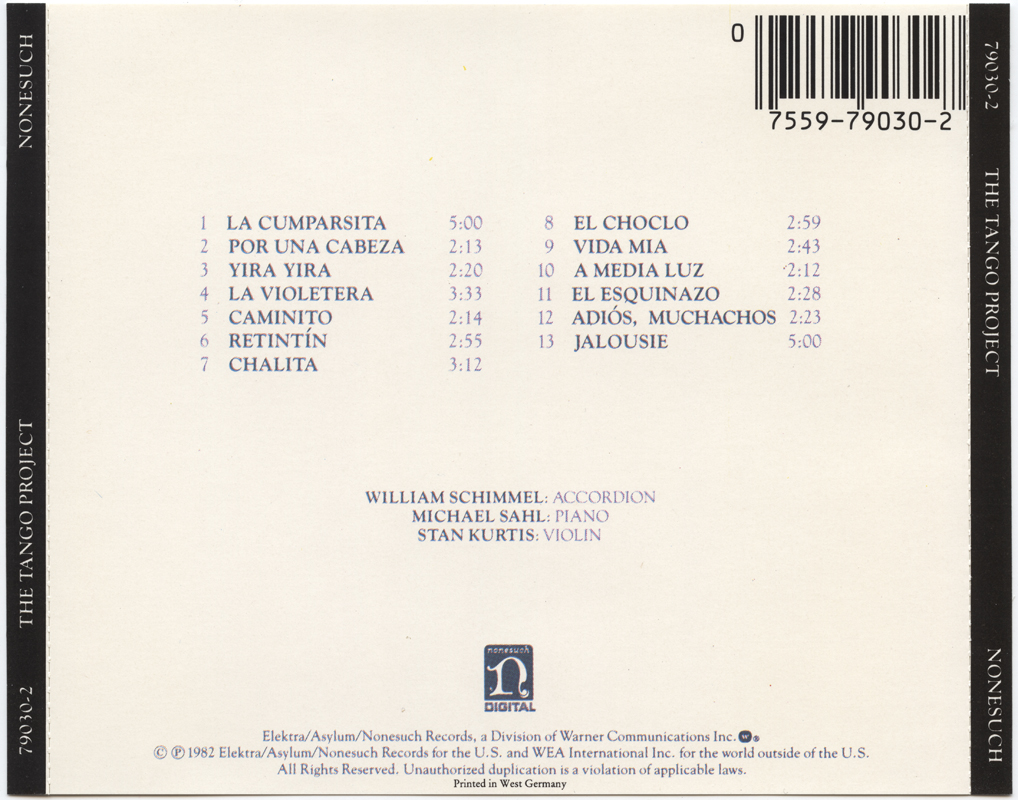 NONESUCH
THE TANGO PROJECT
79030-2
0
7559-79030-2
1 LA CUMPARSITA 5:00
2 POR UNA CABEZA 2:13
3 YIRA YIRA 2:20
4 LA VIOLETERA 3:33
5 CAMINITO 2:14
6 RETINTÍN 2:55
7 CHALITA 3:12
8 EL CHOCLO 2:59
9 VIDA MIA 2:43
10 A MEDIA LUZ 2:12
11 EL ESQUINAZO 2:28
12 ADIÓS, MUCHACHOS 2:23
13 JALOUSIE 5:00
WILLIAM SCHIMMEL: ACCORDION
MICHAEL SAHL: PIANO
STAN KURTIS: VIOLIN
nonesuch
n
DIGITAL
Elektra/Asylum/Nonesuch Records, a Division of Warner Communications Inc. W ®
© ℗ 1982 Elektra/Asylum/Nonesuch Records for the U.S. and WEA International Inc. for the world outside of the U.S.
All Rights Reserved. Unauthorized duplication is a violation of applicable laws.
Printed in West Germany
79030-2
THE TANGO PROJECT
NONESUCH